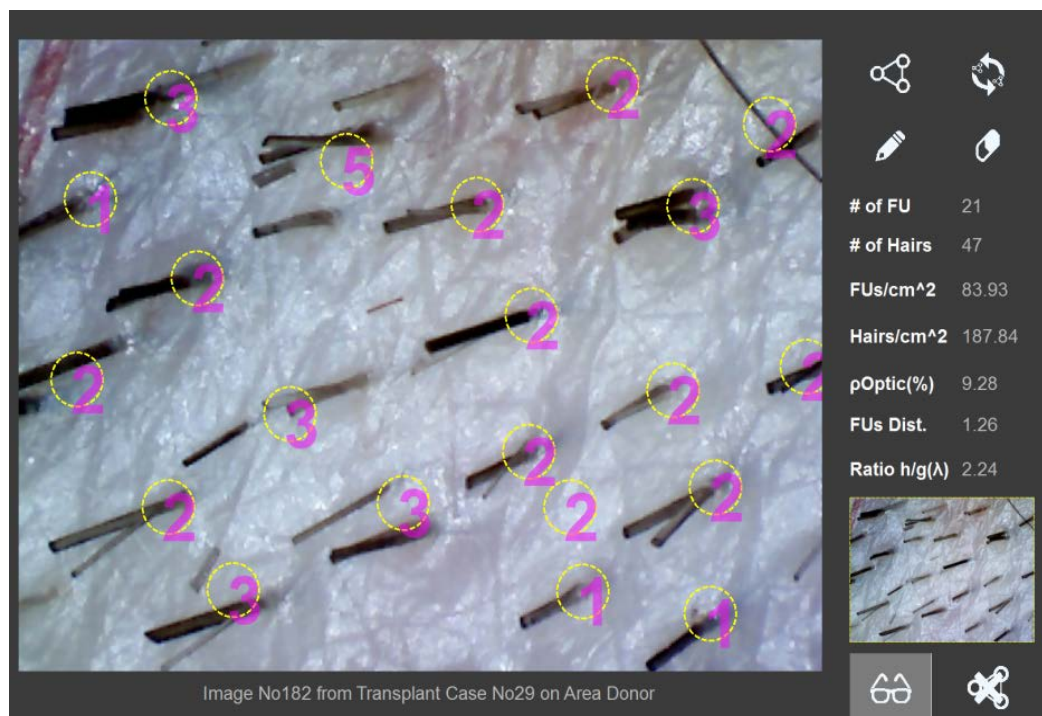 3
2
2
5
1
2
3
2
2
2
2
2
3
2
2
2
3
2
3
1
1
# of FU 21
# of Hairs 47
FUs/cm^2 83.93
Hairs/cm^2 187.84
ρOptic(%) 9.28
FUs Dist. 1.26
Ratio h/g(λ) 2.24
Image No182 from Transplant Case No29 on Area Donor